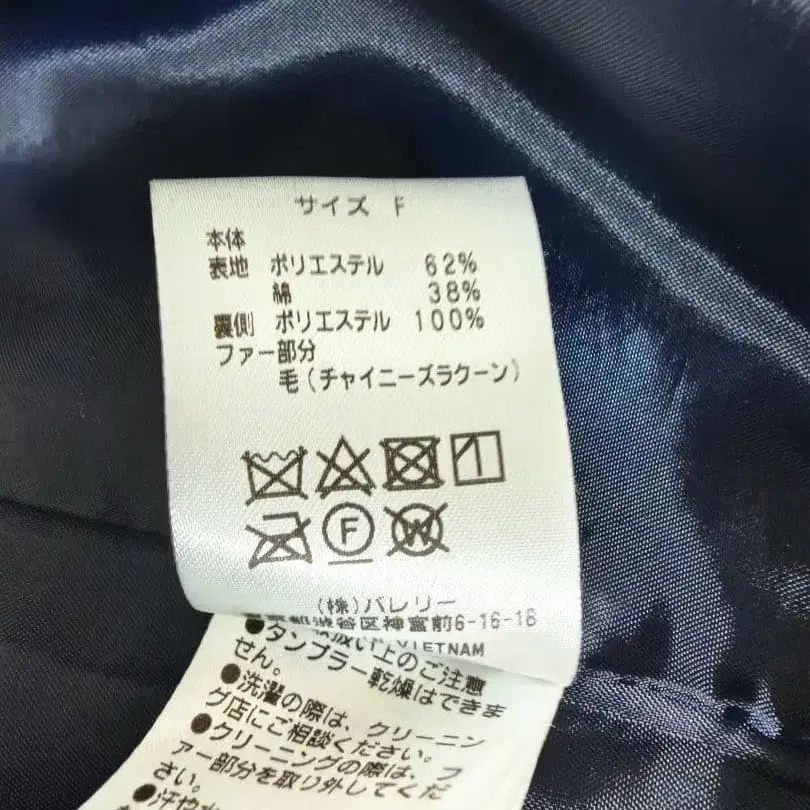 サイズ F
本体
表地 ポリエステル 62%
綿 38%
裏側 ポリエステル 100%
ファー部分
毛(チャイニーズラクーン)
F
W
(株)バレリー
渋谷区神宮前6-16-18
VIETNAM
扱い上のご注意
●タンブラー乾燥はできま
せん。
●洗濯の際は、クリーニン
グ店にご相談ください。
●クリーニングの際は、フ
ァー部分を取り外してくだ
さい。
●汗や